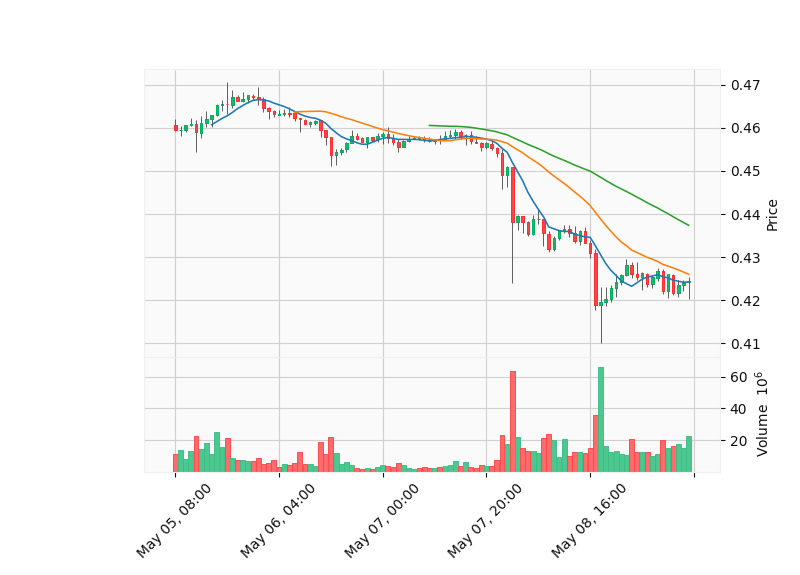 0.47
0.46
0.45
0.44
0.43
0.42
0.41
Price
60
40
20
Volume 10^6
May 05, 08:00
May 06, 04:00
May 07, 00:00
May 07, 20:00
May 08, 16:00